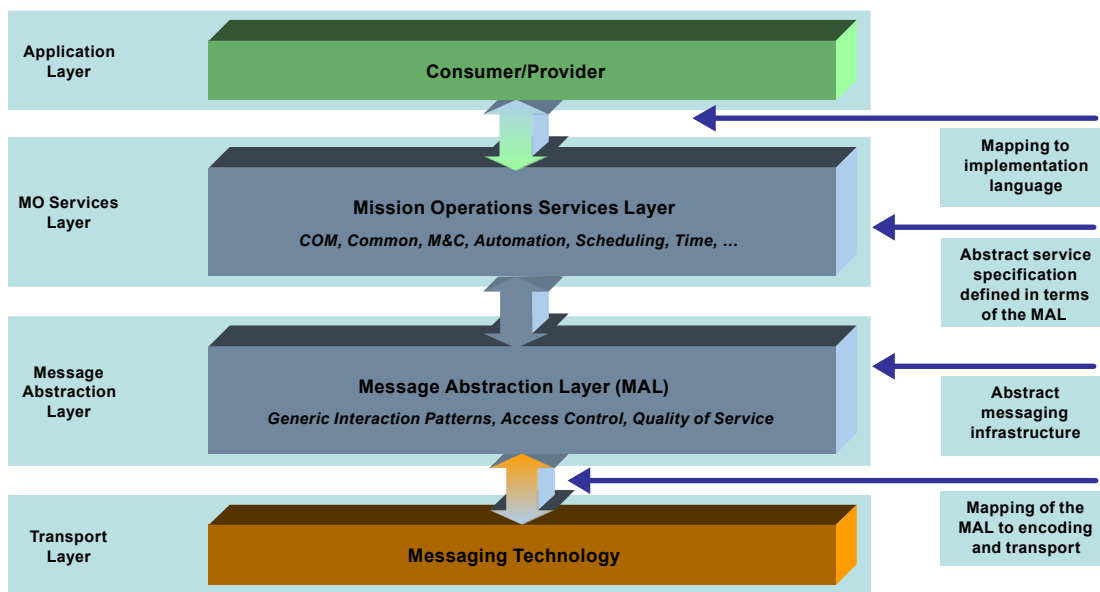 Application
Layer
Consumer/Provider
Mapping to
implementation
language
MO Services
Layer
Mission Operations Services Layer
COM, Common, M&C, Automation, Scheduling, Time, …
Abstract service
specification
defined in terms
of the MAL
Message
Abstraction
Layer
Message Abstraction Layer (MAL)
Generic Interaction Patterns, Access Control, Quality of Service
Abstract
messaging
infrastructure
Transport
Layer
Messaging Technology
Mapping of the
MAL to encoding
and transport